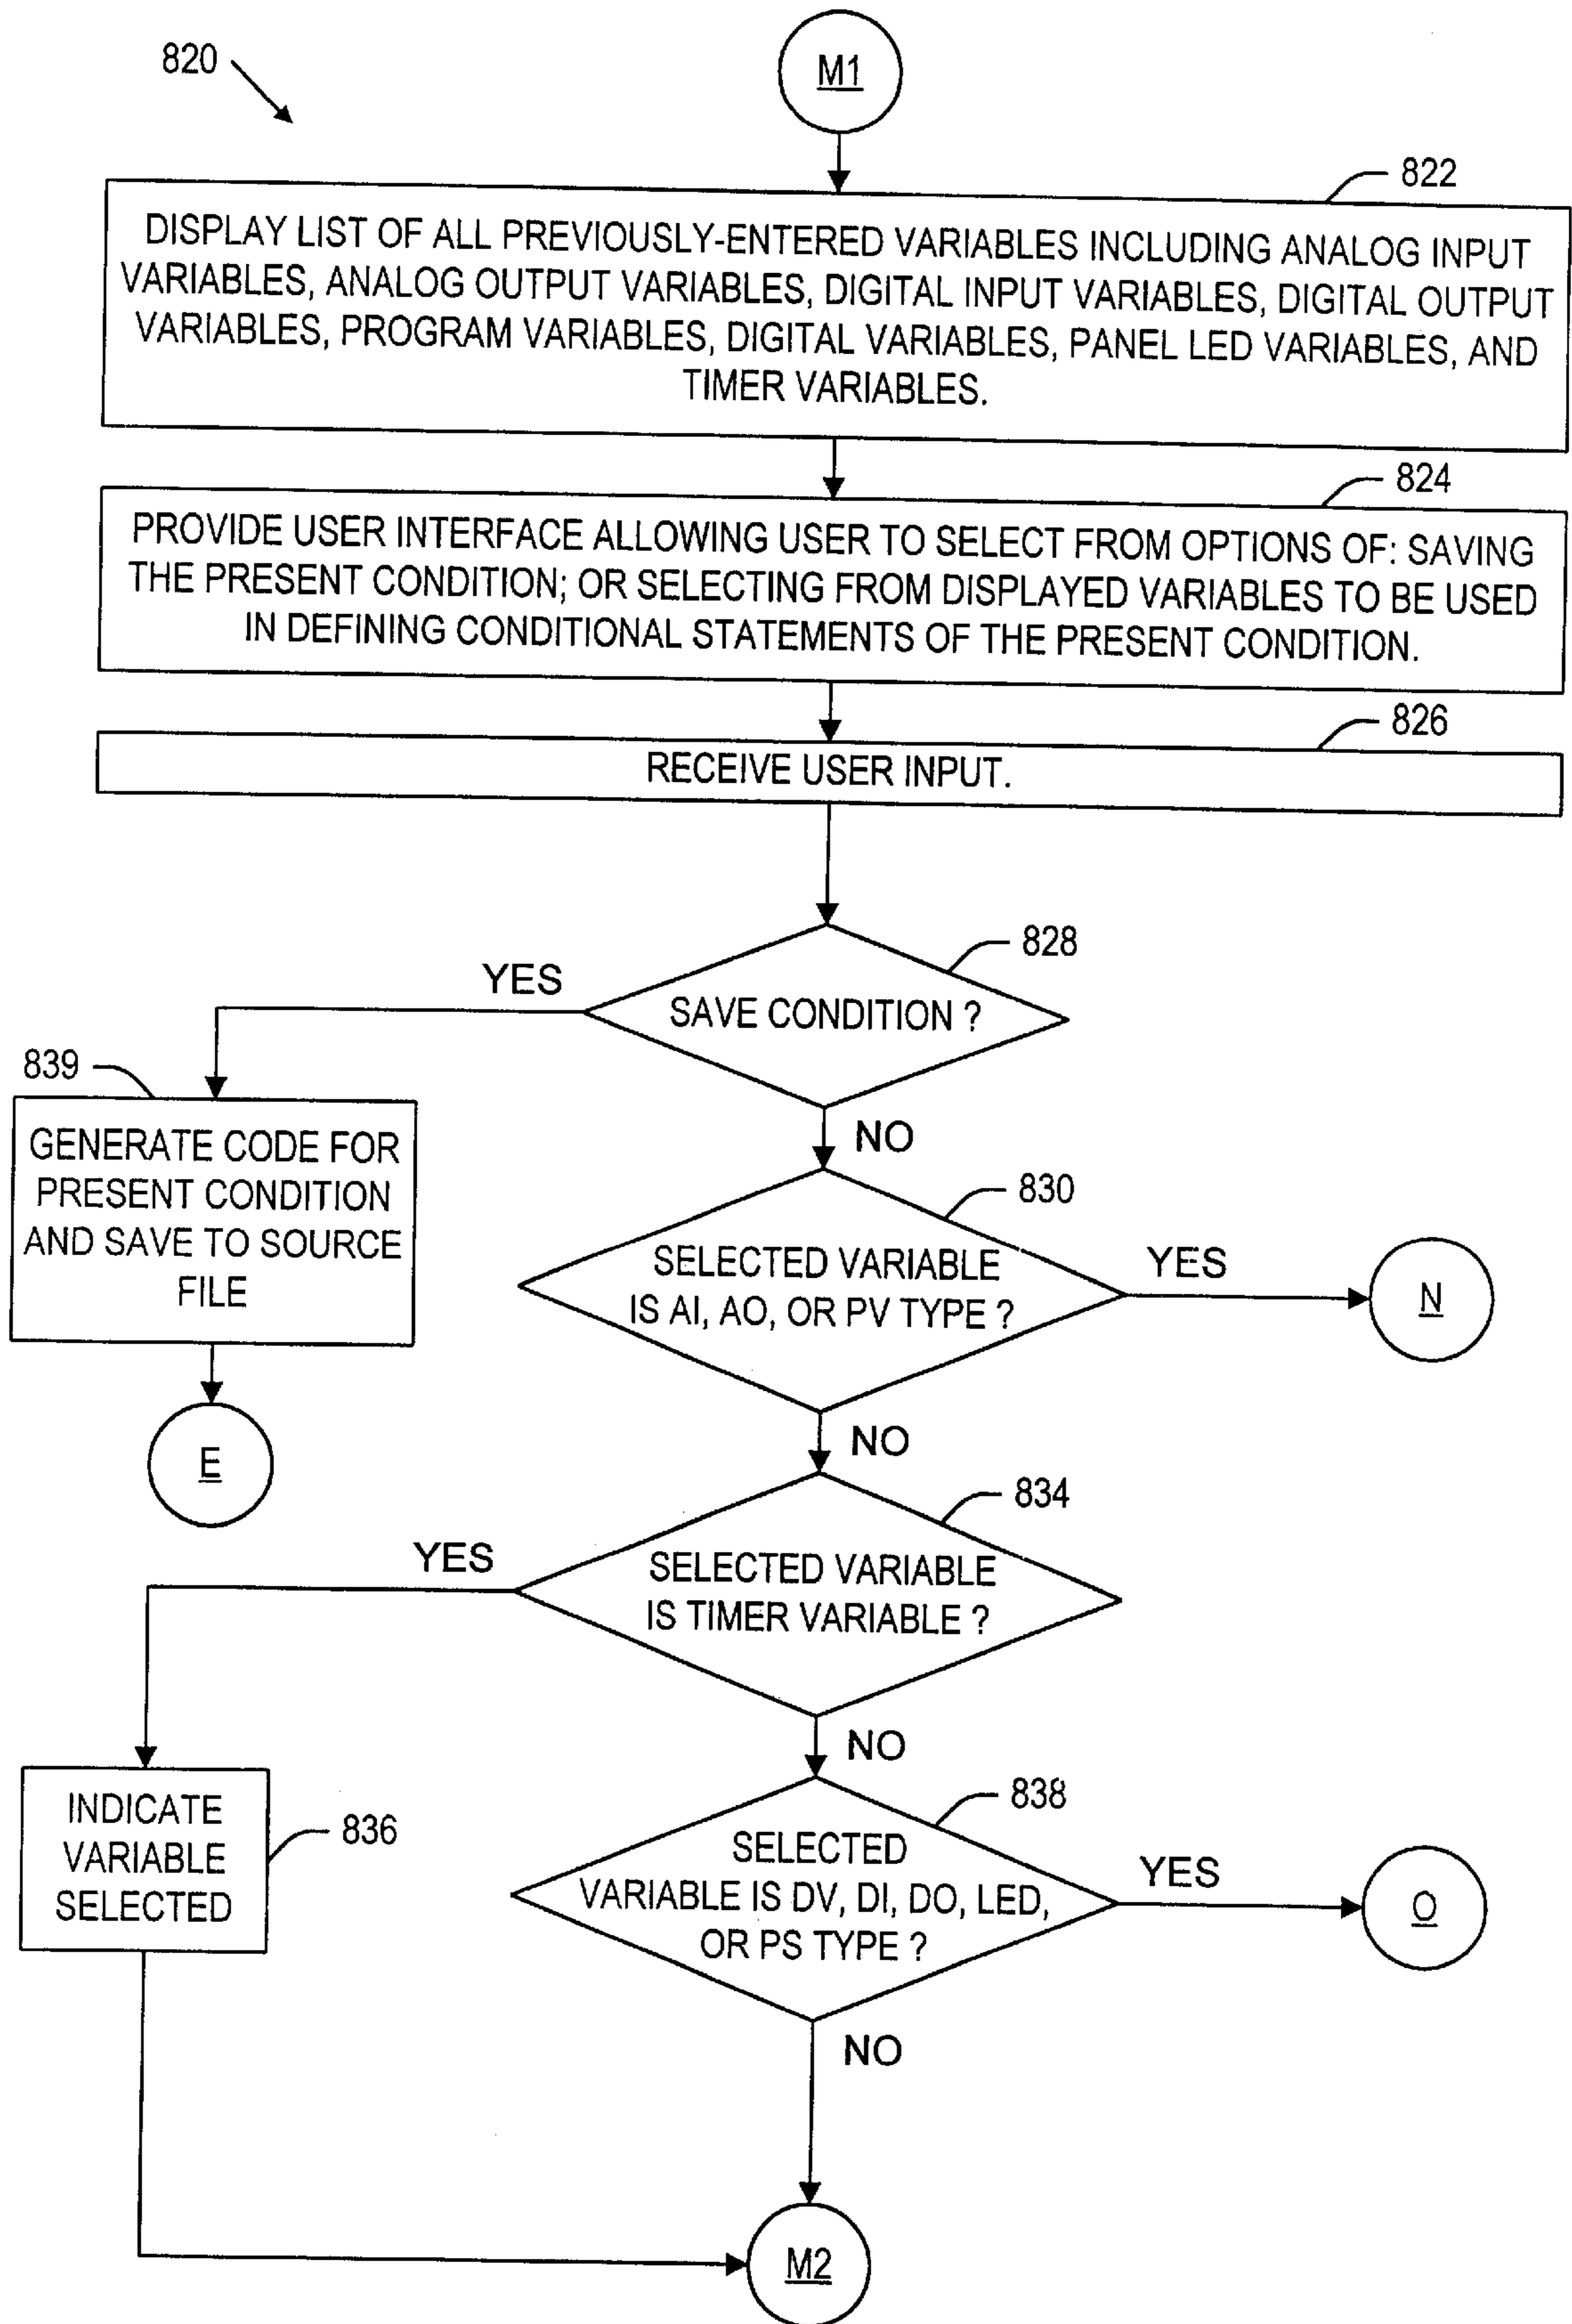 820
M1
822
DISPLAY LIST OF ALL PREVIOUSLY-ENTERED VARIABLES INCLUDING ANALOG INPUT
VARIABLES, ANALOG OUTPUT VARIABLES, DIGITAL INPUT VARIABLES, DIGITAL OUTPUT
VARIABLES, PROGRAM VARIABLES, DIGITAL VARIABLES, PANEL LED VARIABLES, AND
TIMER VARIABLES.
824
PROVIDE USER INTERFACE ALLOWING USER TO SELECT FROM OPTIONS OF: SAVING
THE PRESENT CONDITION; OR SELECTING FROM DISPLAYED VARIABLES TO BE USED
IN DEFINING CONDITIONAL STATEMENTS OF THE PRESENT CONDITION.
826
RECEIVE USER INPUT.
828
YES
SAVE CONDITION ?
839
GENERATE CODE FOR
PRESENT CONDITION
AND SAVE TO SOURCE
FILE
NO
830
SELECTED VARIABLE
IS AI, AO, OR PV TYPE ?
YES
N
E
NO
834
YES
SELECTED VARIABLE
IS TIMER VARIABLE ?
NO
INDICATE
VARIABLE
SELECTED
836
838
SELECTED
VARIABLE IS DV, DI, DO, LED,
OR PS TYPE ?
YES
O
NO
M2